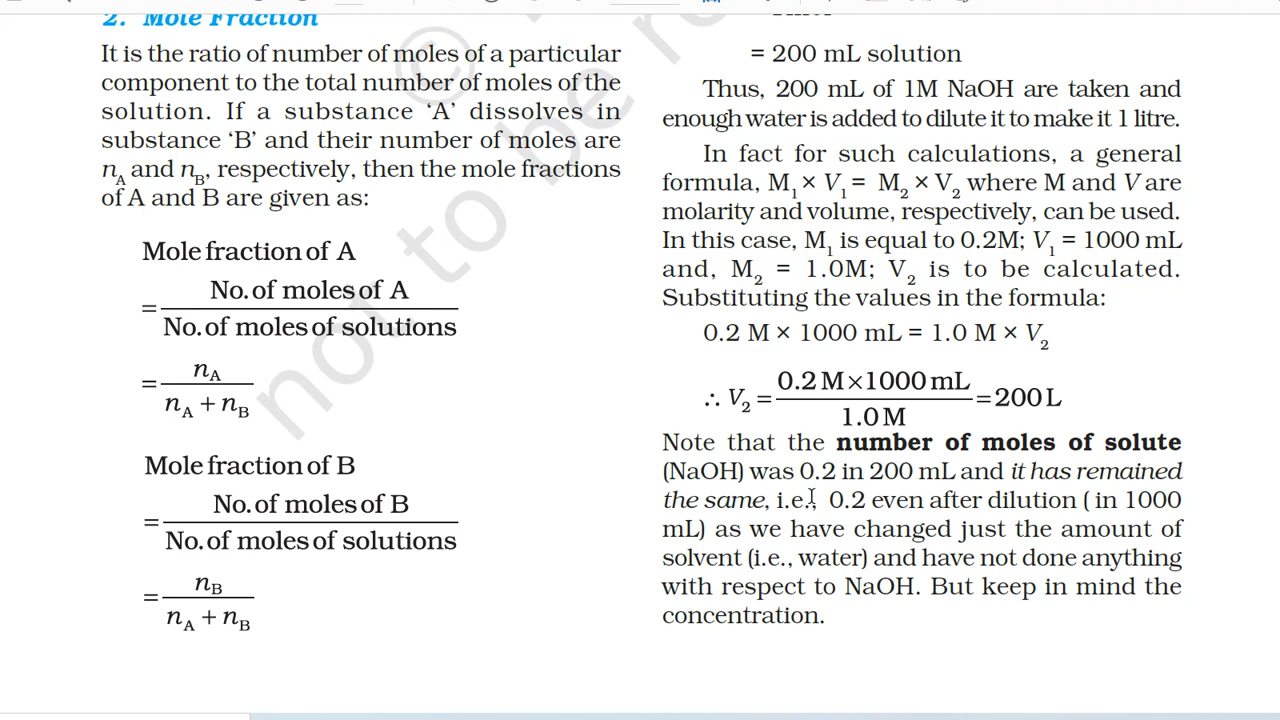 2. Mole Fraction
It is the ratio of number of moles of a particular
component to the total number of moles of the
solution. If a substance ‘A’ dissolves in
substance ‘B’ and their number of moles are
nA and nB, respectively, then the mole fractions
of A and B are given as:
Mole fraction of A
= No. of moles of A
No. of moles of solutions
= nA
nA + nB
Mole fraction of B
= No. of moles of B
No. of moles of solutions
= nB
nA + nB
= 200 mL solution
Thus, 200 mL of 1M NaOH are taken and
enough water is added to dilute it to make it 1 litre.
In fact for such calculations, a general
formula, M1 × V1 = M2 × V2 where M and V are
molarity and volume, respectively, can be used.
In this case, M1 is equal to 0.2M; V1 = 1000 mL
and, M2 = 1.0M; V2 is to be calculated.
Substituting the values in the formula:
0.2 M × 1000 mL = 1.0 M × V2
∴ V2 = 0.2 M × 1000 mL
1.0 M
= 200 L
Note that the number of moles of solute
(NaOH) was 0.2 in 200 mL and it has remained
the same, i.e., 0.2 even after dilution ( in 1000
mL) as we have changed just the amount of
solvent (i.e., water) and have not done anything
with respect to NaOH. But keep in mind the
concentration.
© not to be